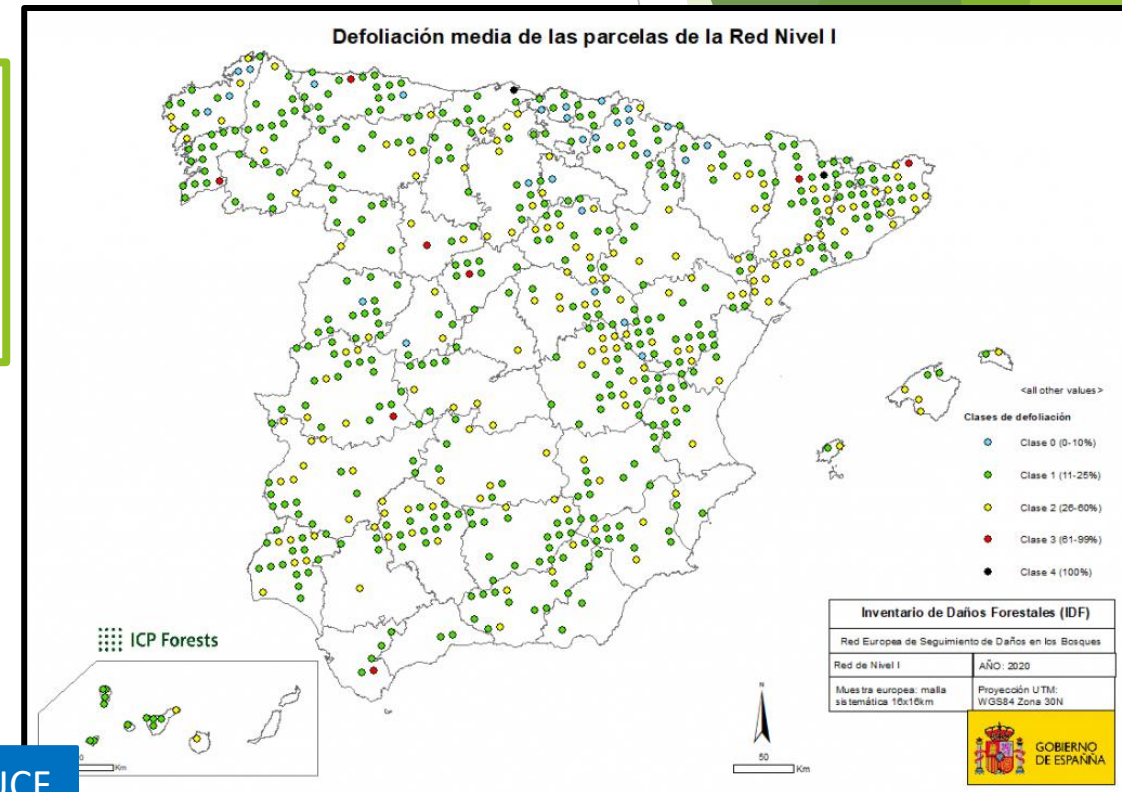 Defoliación media de las parcelas de la Red Nivel I
<all other values>
Clases de defoliación
Clase 0 (0-10%)
Clase 1 (11-25%)
Clase 2 (26-60%)
Clase 3 (61-99%)
Clase 4 (100%)
Inventario de Daños Forestales (IDF)
Red Europea de Seguimiento de Daños en los Bosques
Red de Nivel I
AÑO: 2020
Muestra europea: malla
sistemática 16x16km
Proyección UTM:
WGS84 Zona 30N
ICP Forests
N
50
Km
0
Km
GOBIERNO
DE ESPAÑÑA